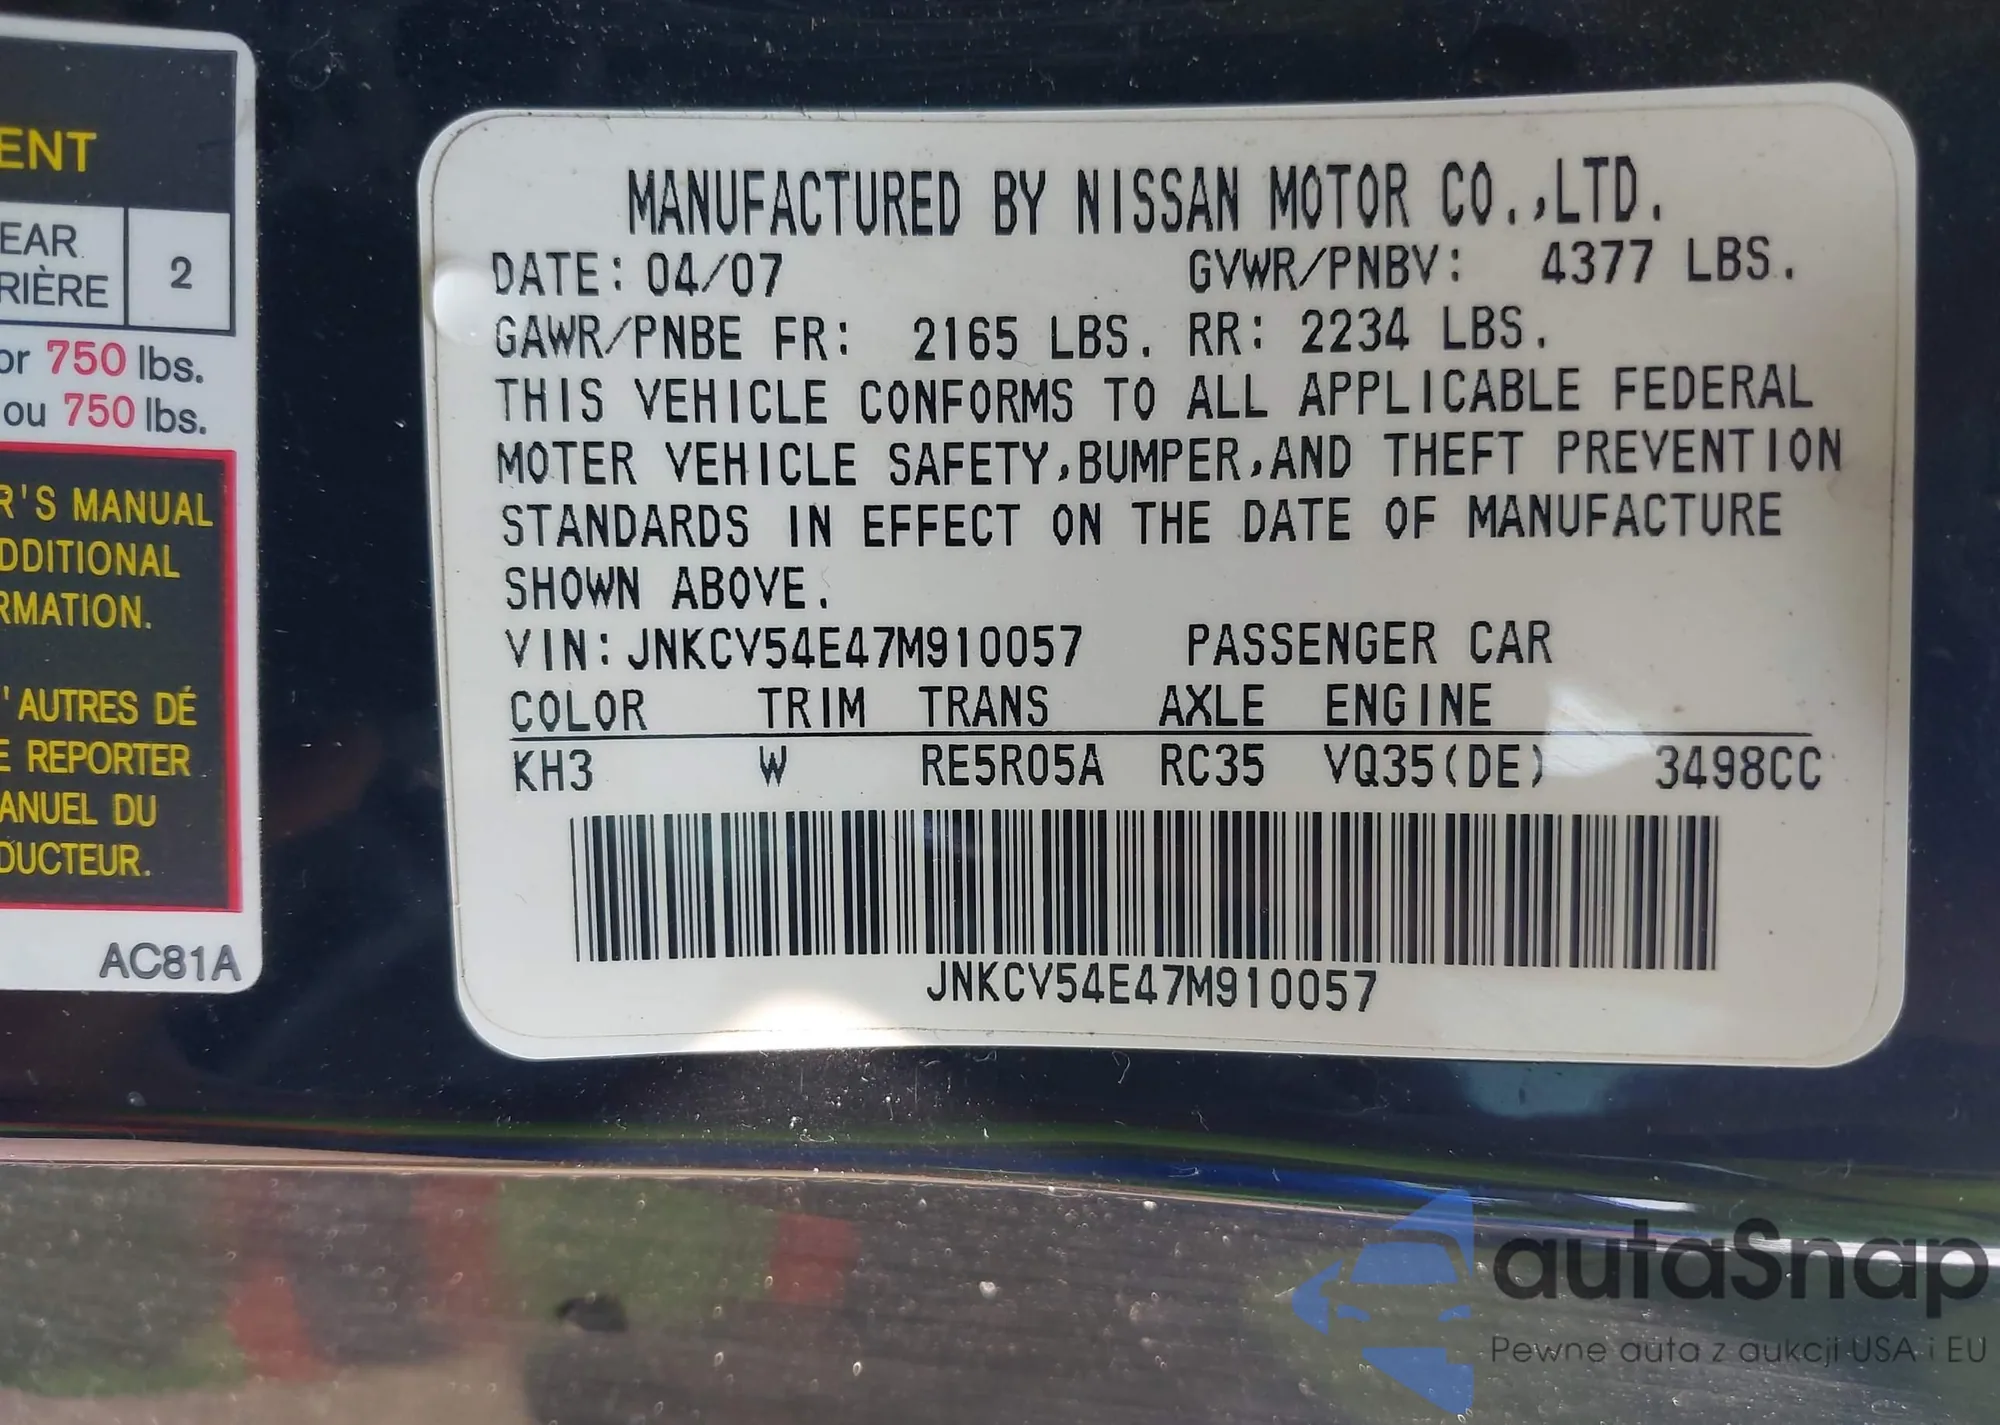 ENT
EAR
RIÈRE
2
or 750 lbs.
ou 750 lbs.
R'S MANUAL
DDITIONAL
RMATION.
'AUTRES DÉ
E REPORTER
ANUEL DU
DUCTEUR.
AC81A
MANUFACTURED BY NISSAN MOTOR CO.,LTD.
DATE: 04/07 GVWR/PNBV: 4377 LBS.
GAWR/PNBE FR: 2165 LBS. RR: 2234 LBS.
THIS VEHICLE CONFORMS TO ALL APPLICABLE FEDERAL
MOTER VEHICLE SAFETY,BUMPER,AND THEFT PREVENTION
STANDARDS IN EFFECT ON THE DATE OF MANUFACTURE
SHOWN ABOVE.
VIN:JNKCV54E47M910057 PASSENGER CAR
COLOR TRIM TRANS AXLE ENGINE
KH3 W RE5R05A RC35 VQ35(DE) 3498CC
JNKCV54E47M910057
autaSnap
Pewne auta z aukcji USA i EU